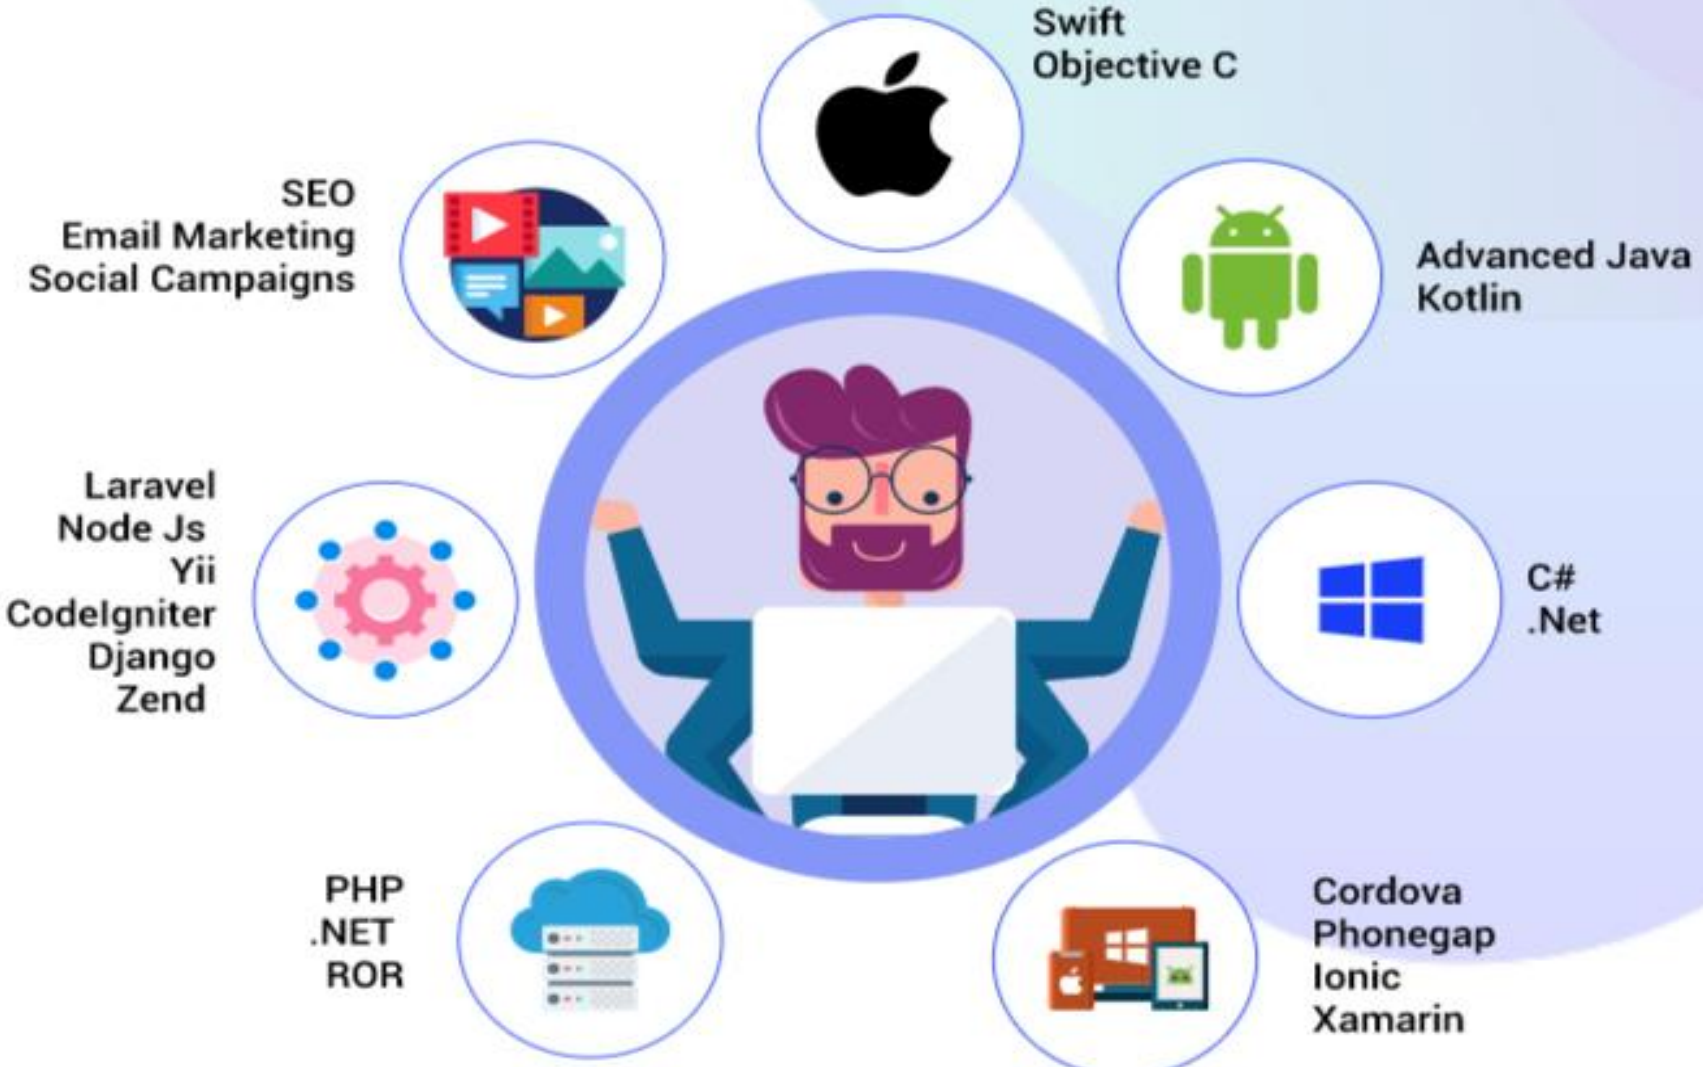 Swift
Objective C
SEO
Email Marketing
Social Campaigns
Advanced Java
Kotlin
Laravel
Node Js
Yii
CodeIgniter
Django
Zend
C#
.Net
PHP
.NET
ROR
Cordova
Phonegap
Ionic
Xamarin